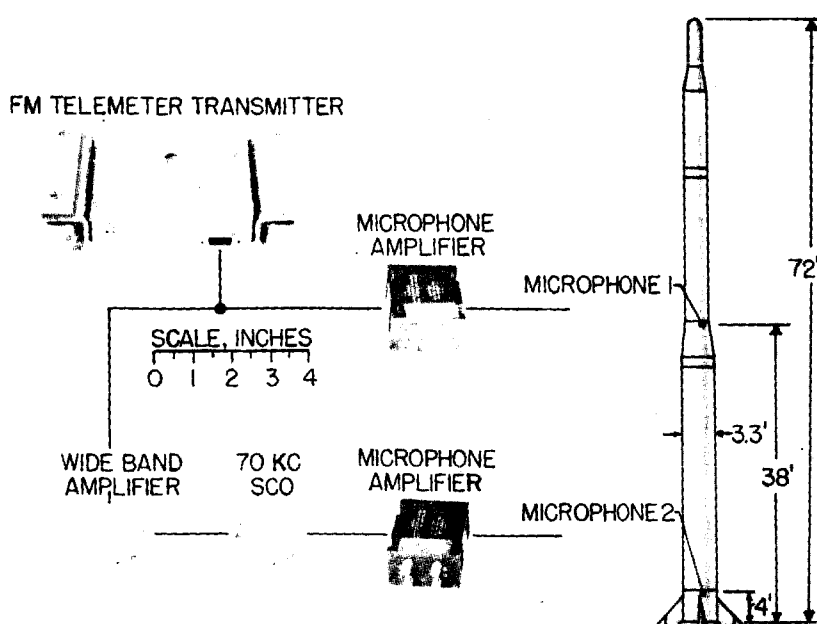 FM TELEMETER TRANSMITTER
MICROPHONE
AMPLIFIER
MICROPHONE 1
72'
SCALE, INCHES
0 1 2 3 4
3.3'
38'
WIDE BAND
AMPLIFIER
70 KC
SCO
MICROPHONE
AMPLIFIER
MICROPHONE 2
4'